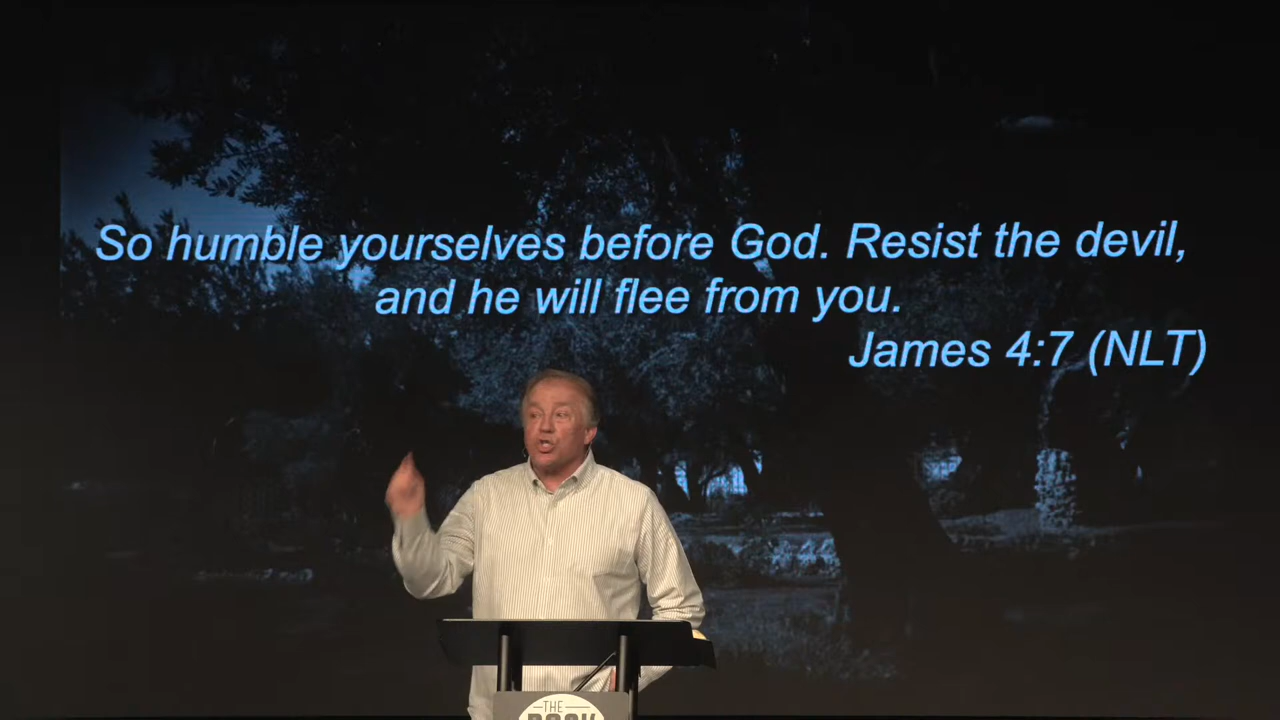 So humble yourselves before God. Resist the devil,
and he will flee from you.
James 4:7 (NLT)
THE